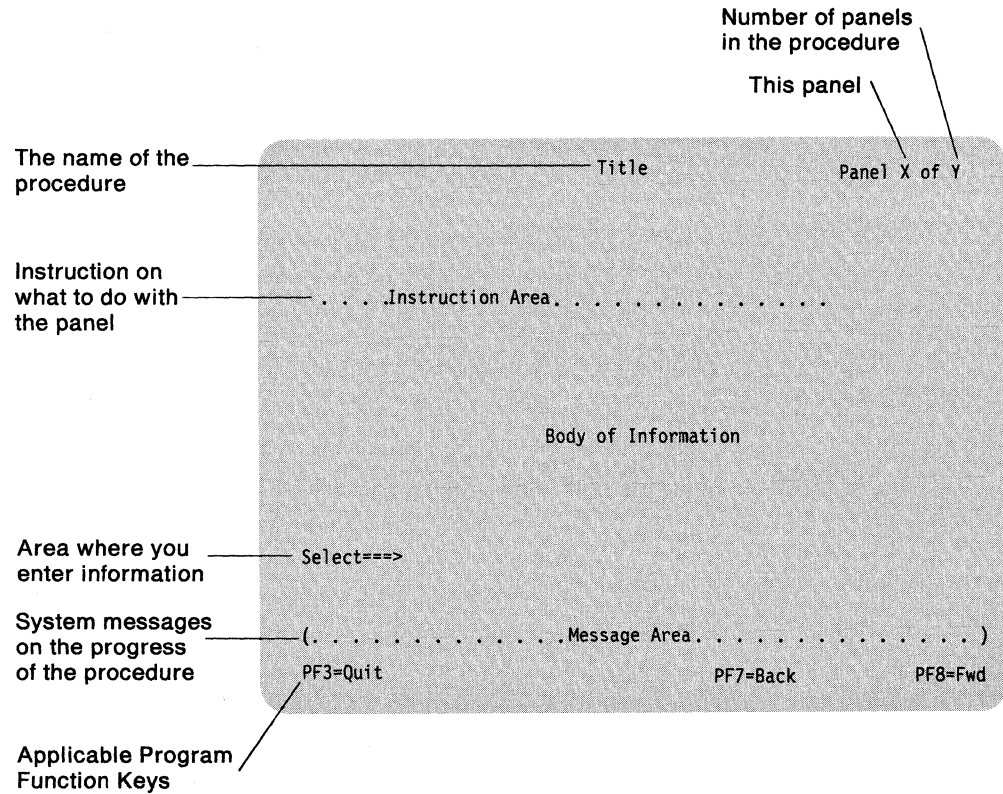 Number of panels
in the procedure
This panel
The name of the
procedure
Title
Panel X of Y
Instruction on
what to do with
the panel
. . . .Instruction Area. . . . . . . . . . . . . .
Body of Information
Area where you
enter information
Select===>
System messages
on the progress
of the procedure
(. . . . . . . . . . . . .Message Area. . . . . . . . . . . . . . )
PF3=Quit PF7=Back PF8=Fwd
Applicable Program
Function Keys